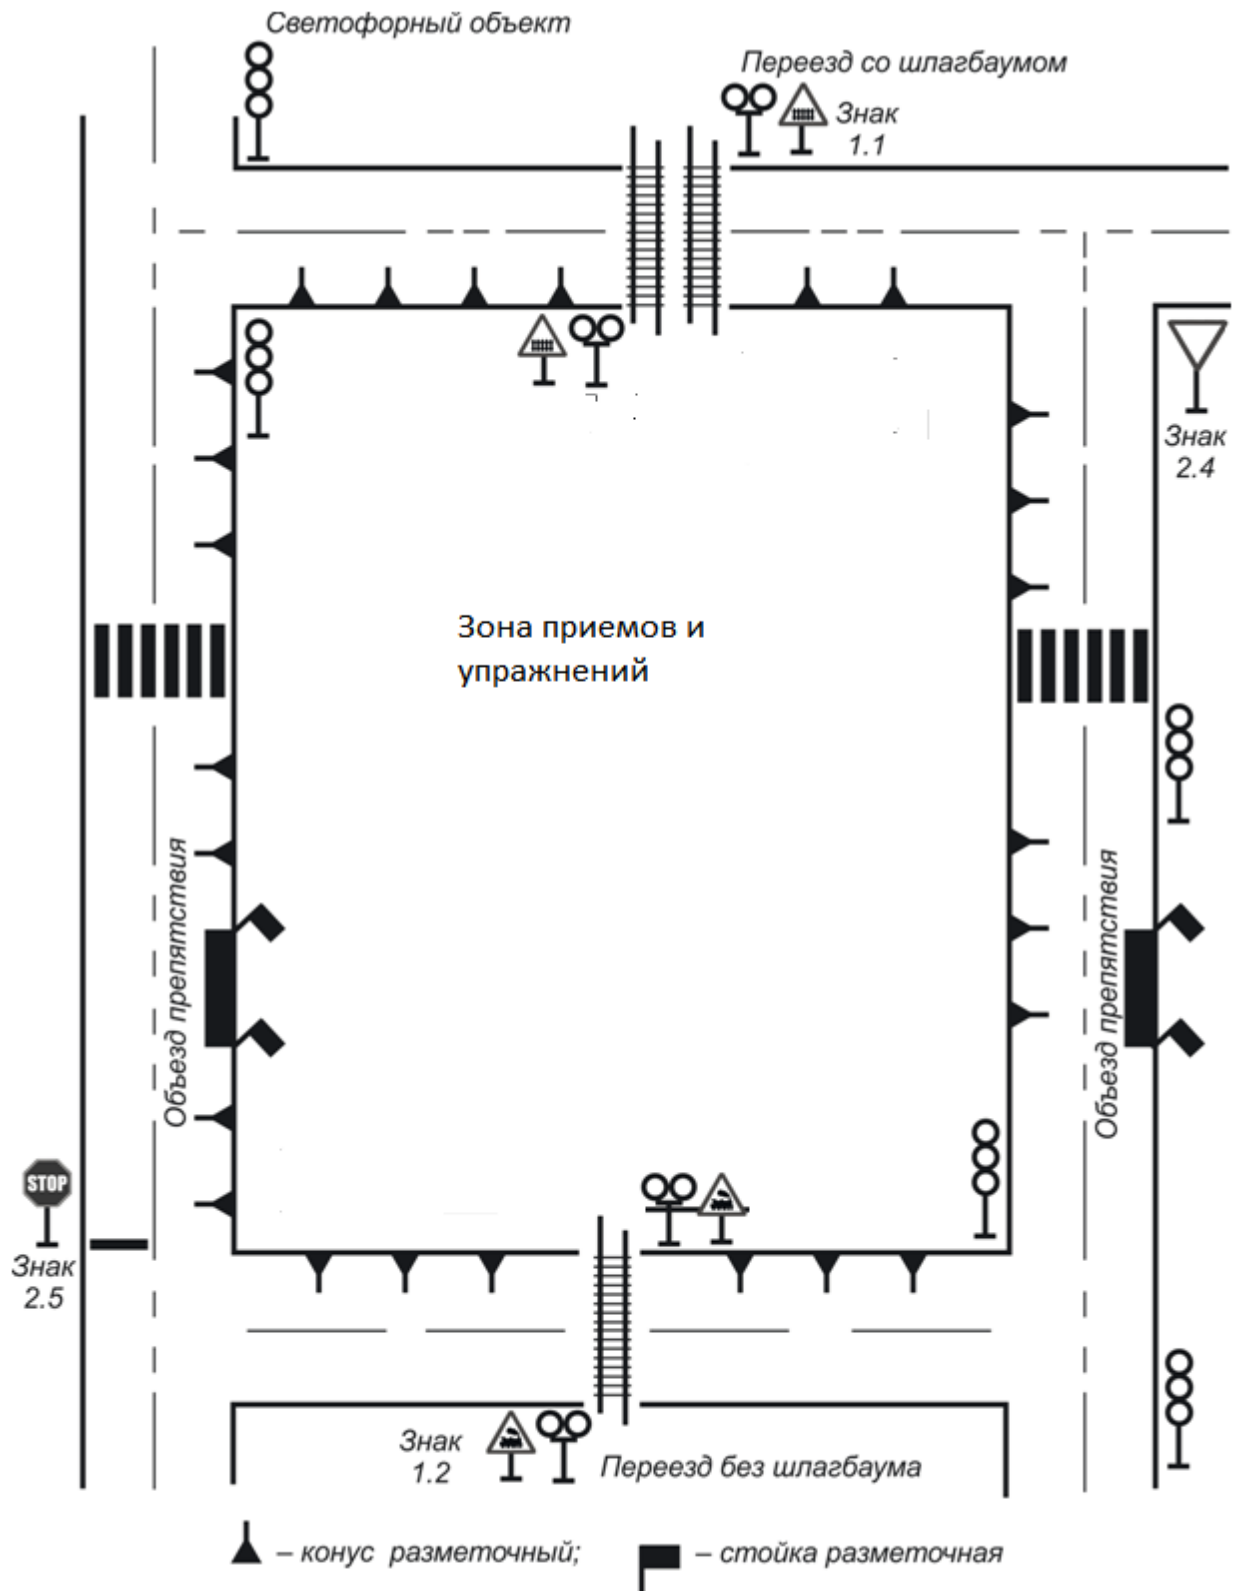 Светофорный объект
Переезд со шлагбаумом
Знак
1.1
Знак
2.4
Зона приемов и
упражнений
Объезд препятствия
Объезд препятствия
STOP
Знак
2.5
Знак
1.2
Переезд без шлагбаума
– конус разметочный;
– стойка разметочная